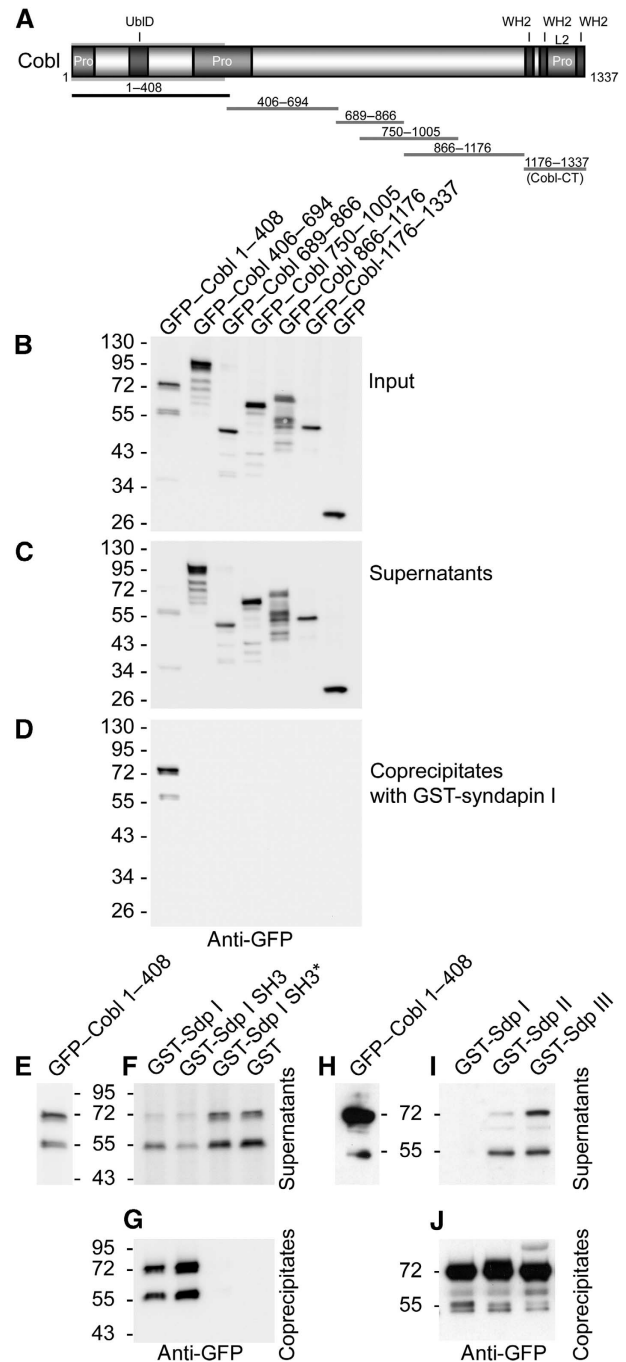 A
UblD
WH2 WH2 WH2
L2
Cobl
Pro Pro Pro
1 1337
1–408
406–694
689–866
750–1005
866–1176
1176–1337
(Cobl-CT)
GFP–Cobl 1–408
GFP–Cobl 406–694
GFP–Cobl 689–866
GFP–Cobl 750–1005
GFP–Cobl 866–1176
GFP–Cobl-1176–1337
GFP
B
130 -
95 -
72 -
55 -
43 -
34 -
26 -
Input
C
130 -
95 -
72 -
55 -
43 -
34 -
26 -
Supernatants
D
130 -
95 -
72 -
55 -
43 -
34 -
26 -
Coprecipitates
with GST-syndapin I
Anti-GFP
E
GFP–Cobl 1–408
F
GST-Sdp I
GST-Sdp I SH3
GST-Sdp I SH3*
GST
- 95 -
- 72 -
- 55 -
- 43 -
Supernatants
G
95 -
72 -
55 -
43 -
Coprecipitates
Anti-GFP
H
GFP–Cobl 1–408
I
GST-Sdp I
GST-Sdp II
GST-Sdp III
- 72 -
- 55 -
Supernatants
J
72 -
55 -
Coprecipitates
Anti-GFP